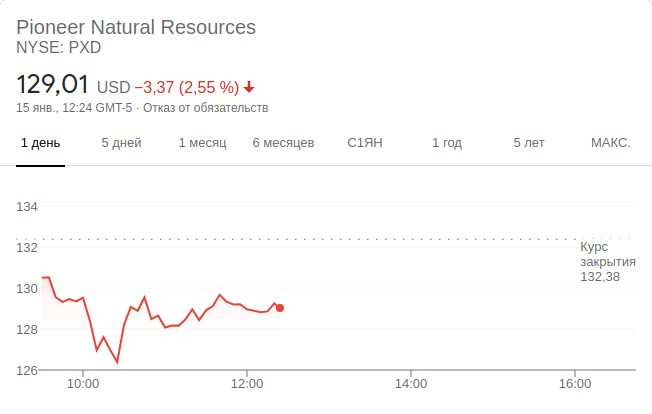 Pioneer Natural Resources
NYSE: PXD
129,01 USD −3,37 (2,55 %)
15 янв., 12:24 GMT-5 · Отказ от обязательств
1 день 5 дней 1 месяц 6 месяцев С1ЯН 1 год 5 лет МАКС.
134
132
130
128
126
Курс
закрытия
132,38
10:00 12:00 14:00 16:00